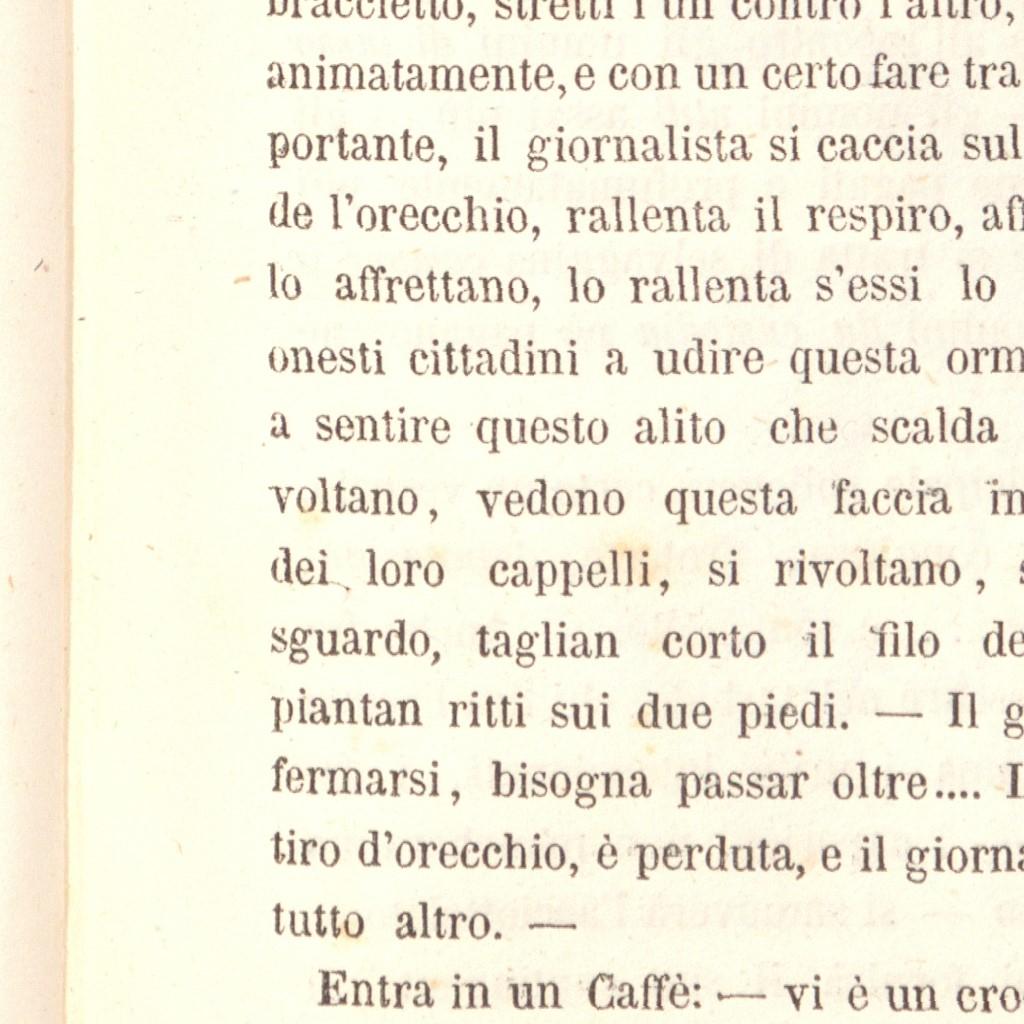 braccietto, stretti l'un contro l'altro,
animatamente, e con un certo fare tra
portante, il giornalista si caccia sul
de l'orecchio, rallenta il respiro, aff
lo affrettano, lo rallenta s'essi lo
onesti cittadini a udire questa orm
a sentire questo alito che scalda
voltano, vedono questa faccia in
dei loro cappelli, si rivoltano, s
sguardo, taglian corto il filo de
piantan ritti sui due piedi. — Il g
fermarsi, bisogna passar oltre.... L
tiro d'orecchio, è perduta, e il giorna
tutto altro. —
Entra in un Caffè: — vi è un cro